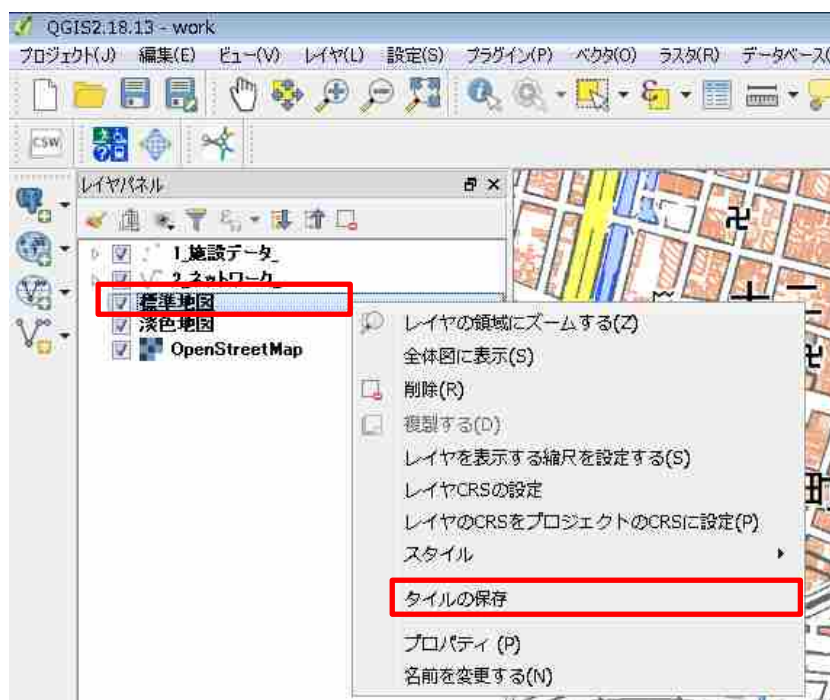 QGIS2.18.13 - work
プロジェクト(J) 編集(E) ビュー(V) レイヤ(L) 設定(S) プラグイン(P) ベクタ(O) ラスタ(R) データベース(
CSW
レイヤパネル
1_施設データ_
2_ネットワーク_
標準地図
淡色地図
OpenStreetMap
レイヤの領域にズームする(Z)
全体図に表示(S)
削除(R)
複製する(D)
レイヤを表示する縮尺を設定する(S)
レイヤCRSの設定
レイヤのCRSをプロジェクトのCRSに設定(P)
スタイル
タイルの保存
プロパティ (P)
名前を変更する(N)